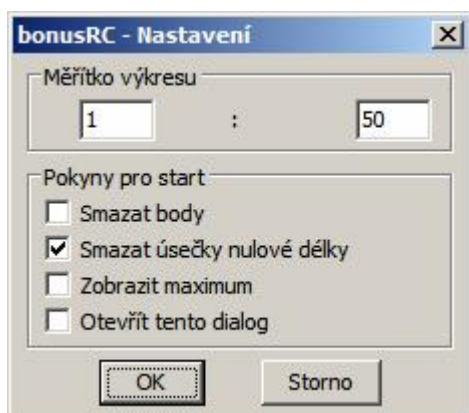 bonusRC - Nastavení
Měřítko výkresu
1 : 50
Pokyny pro start
Smazat body
Smazat úsečky nulové délky
Zobrazit maximum
Otevřít tento dialog
OK Storno